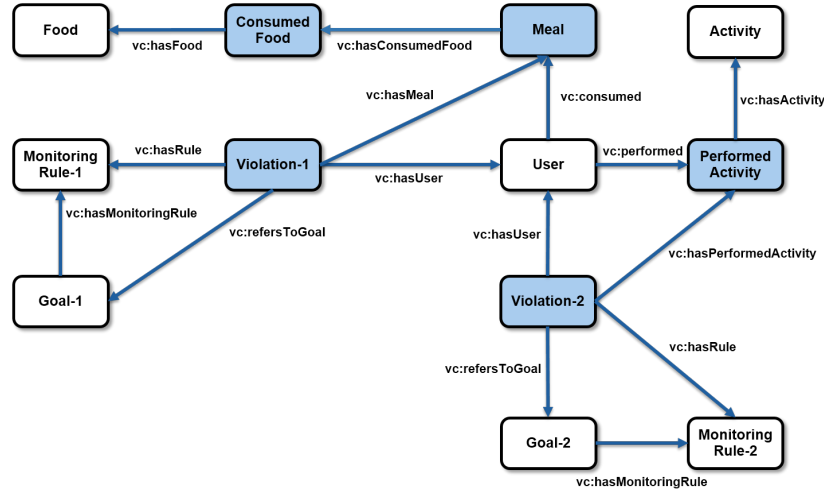 Food
Consumed
Food
Meal
Activity
vc:hasFood
vc:hasConsumedFood
vc:hasMeal
vc:consumed
vc:hasActivity
Monitoring
Rule-1
vc:hasRule
Violation-1
vc:hasUser
User
vc:performed
Performed
Activity
vc:hasMonitoringRule
vc:refersToGoal
vc:hasUser
vc:hasPerformedActivity
Goal-1
Violation-2
vc:refersToGoal
vc:hasRule
Goal-2
Monitoring
Rule-2
vc:hasMonitoringRule